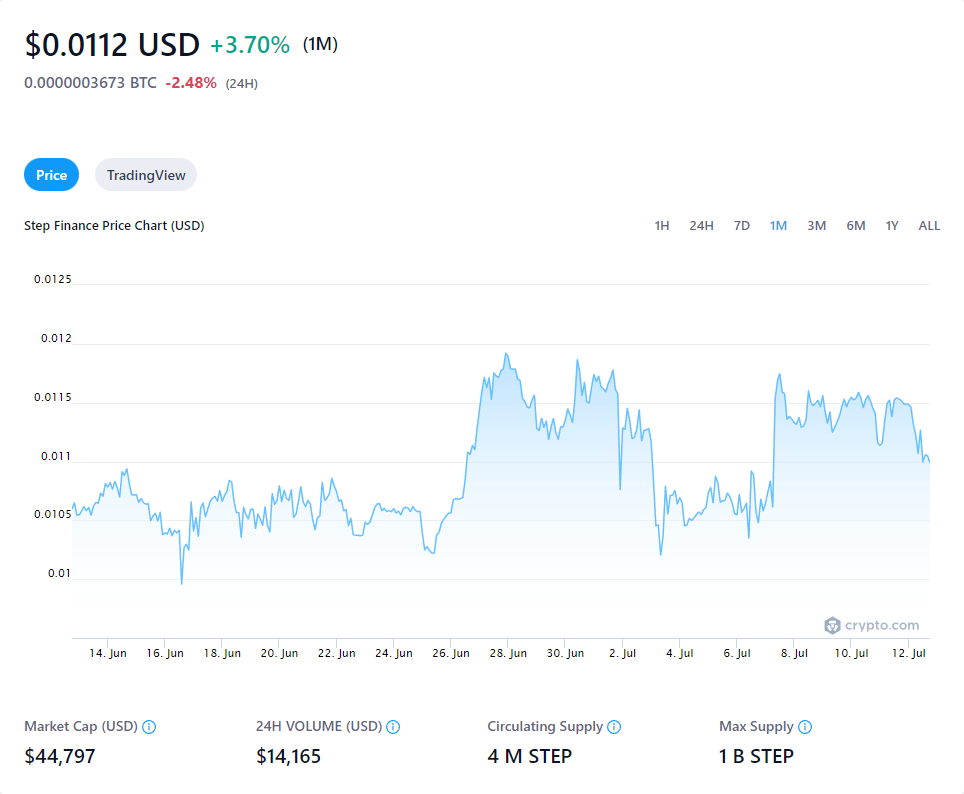 $0.0112 USD +3.70% (1M)
0.0000003673 BTC -2.48% (24H)
Price TradingView
Step Finance Price Chart (USD) 1H 24H 7D 1M 3M 6M 1Y ALL
0.0125
0.012
0.0115
0.011
0.0105
0.01
crypto.com
14. Jun 16. Jun 18. Jun 20. Jun 22. Jun 24. Jun 26. Jun 28. Jun 30. Jun 2. Jul 4. Jul 6. Jul 8. Jul 10. Jul 12. Jul
Market Cap (USD) 24H VOLUME (USD) Circulating Supply Max Supply
$44,797 $14,165 4 M STEP 1 B STEP